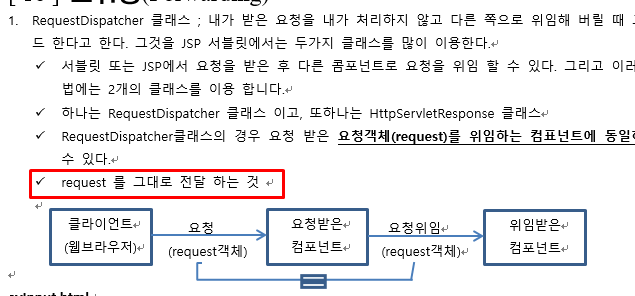 (Forwarding)
1. RequestDispatcher 클래스 ; 내가 받은 요청을 내가 처리하지 않고 다른 쪽으로 위임해 버릴 때
드 한다고 한다. 그것을 JSP 서블릿에서는 두가지 클래스를 많이 이용한다.
✓ 서블릿 또는 JSP에서 요청을 받은 후 다른 콤포넌트로 요청을 위임 할 수 있다. 그리고 이러
법에는 2개의 클래스를 이용 합니다.
✓ 하나는 RequestDispatcher 클래스 이고, 또하나는 HttpServletResponse 클래스
✓ RequestDispatcher클래스의 경우 요청 받은 요청객체(request)를 위임하는 컴표넌트에 동일하
수 있다.
✓ request 를 그대로 전달 하는 것
클라이언트
(웹브라우저)
요청
(request객체)
요청받은
컴포넌트
요청위임
(request객체)
위임받은
컴포넌트